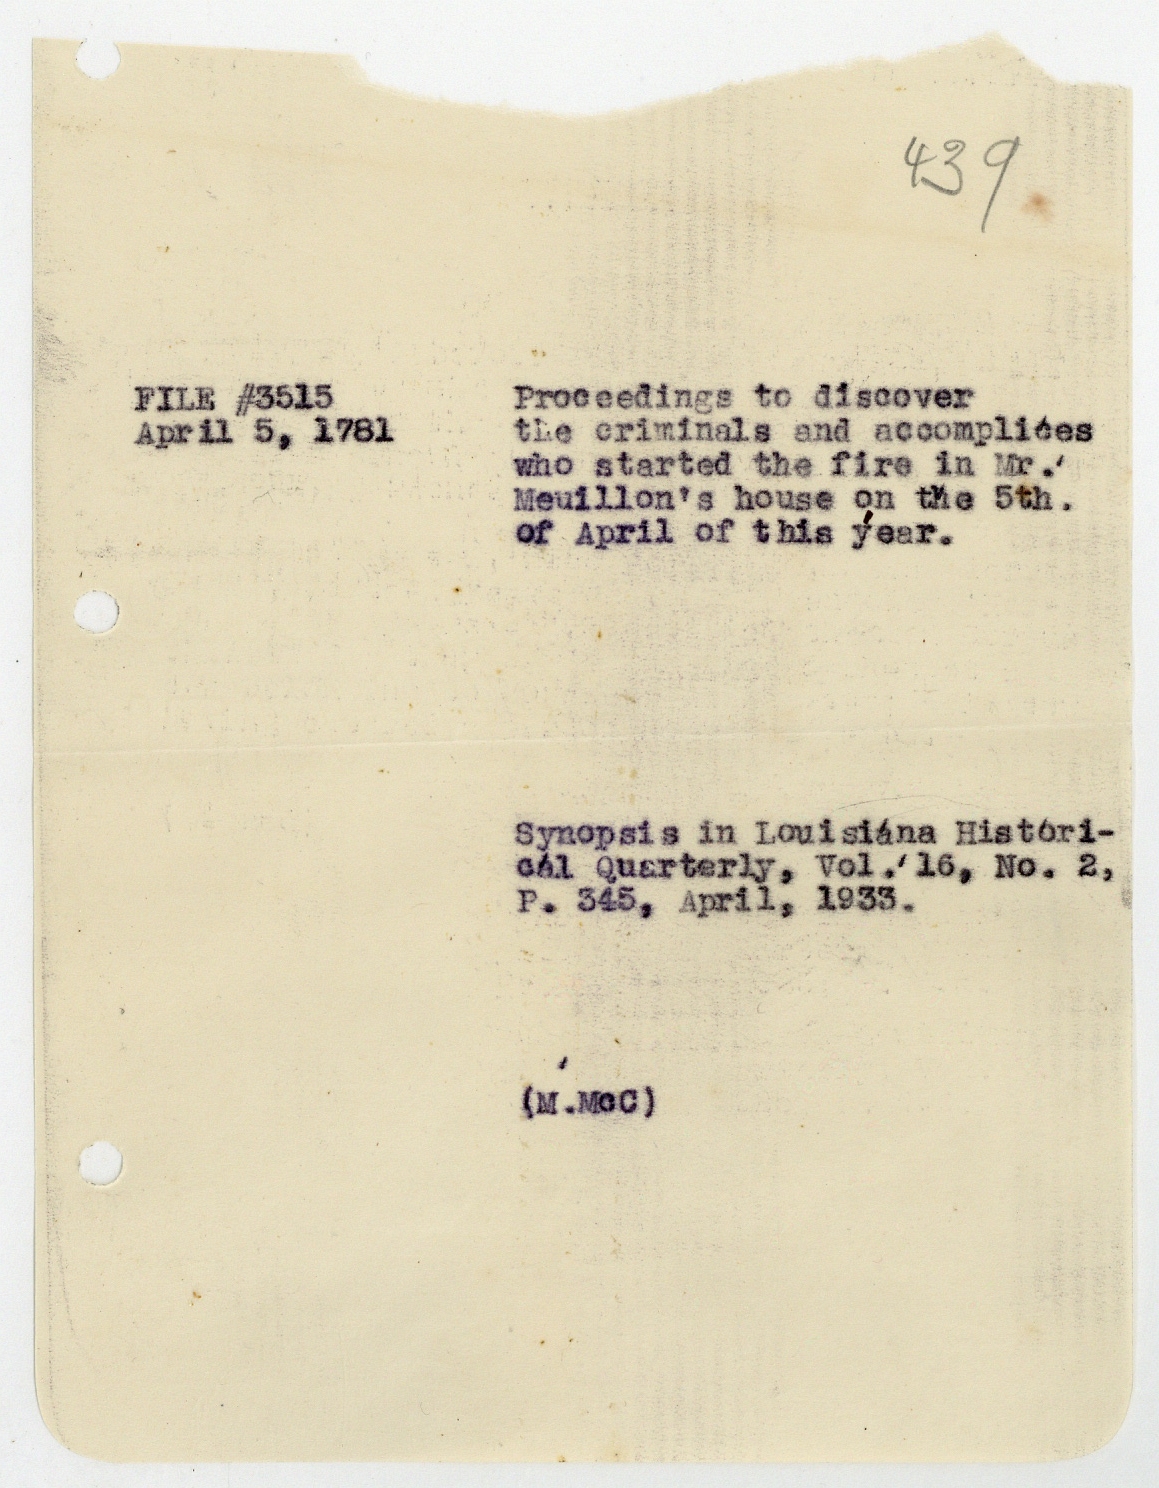 439
FILE #3515
April 5, 1781
Proceedings to discover
the criminals and accomplices
who started the fire in Mr.
Meuillon's house on the 5th.
of April of this year.
Synopsis in Louisiana Histori-
cal Quarterly, Vol. 16, No. 2,
P. 345, April, 1933.
(M.McC)